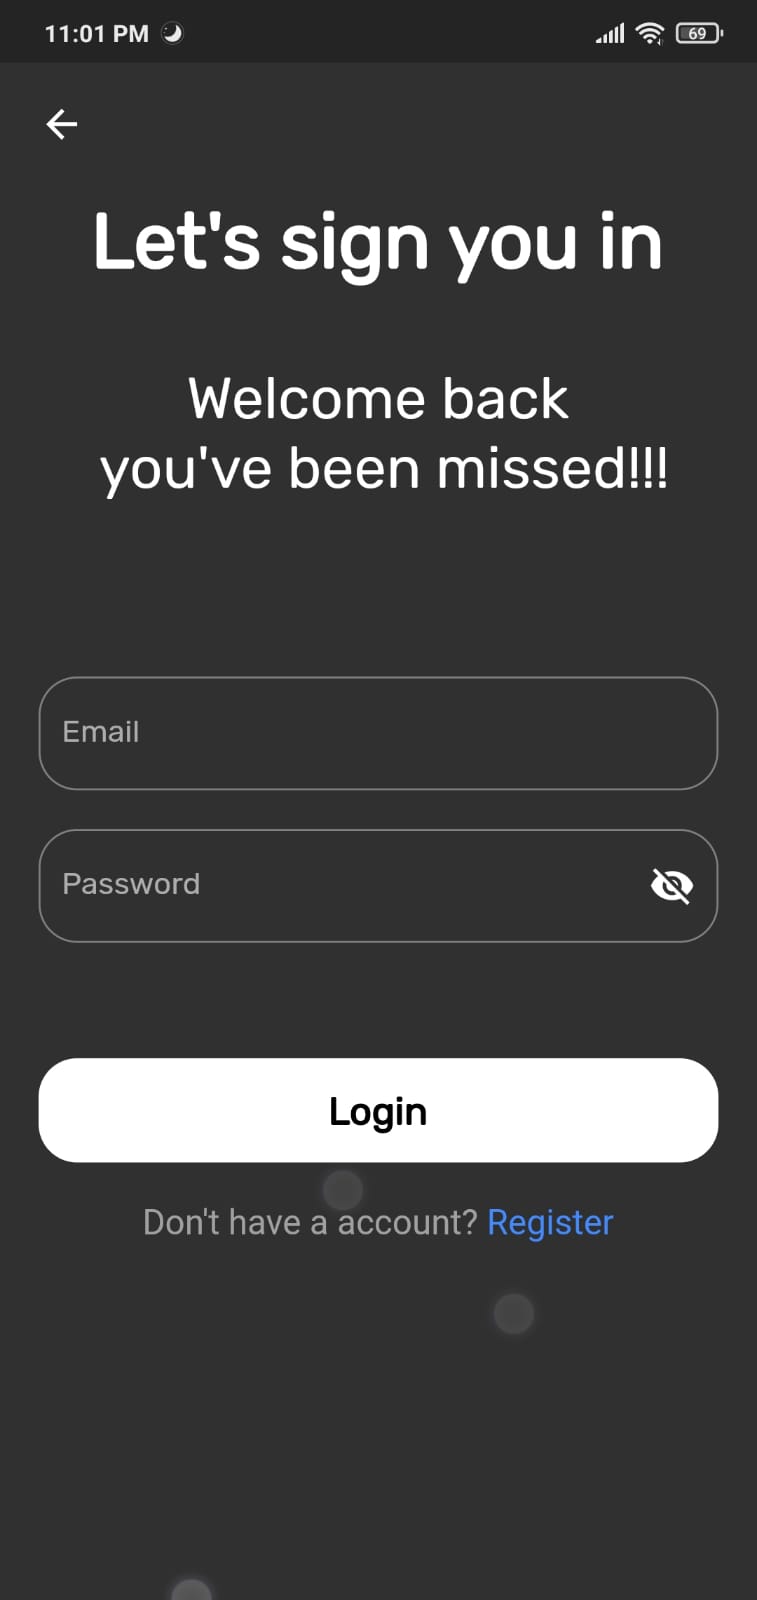 11:01 PM
69
Let's sign you in
Welcome back
you've been missed!!!
Email
Password
Login
Don't have a account? Register